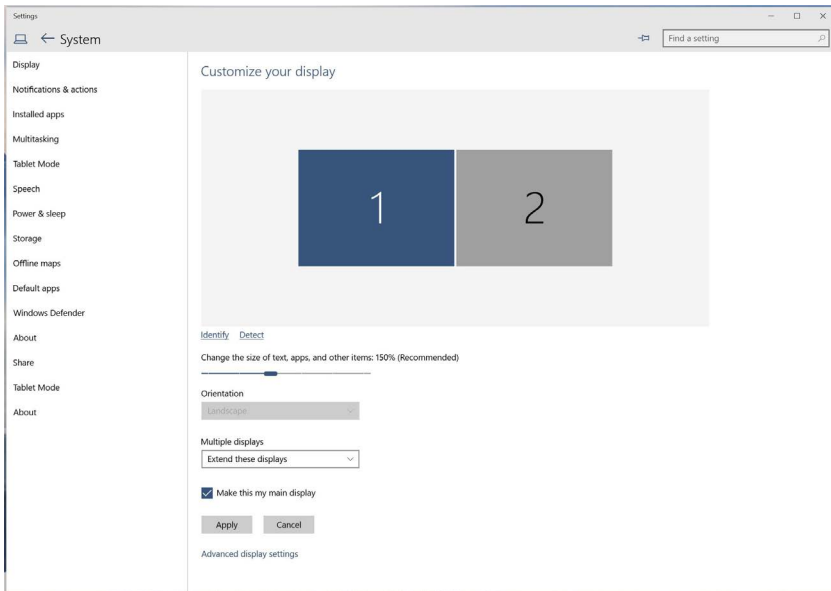 Settings
System
Find a setting
Display
Notifications & actions
Installed apps
Multitasking
Tablet Mode
Speech
Power & sleep
Storage
Offline maps
Default apps
Windows Defender
About
Share
Tablet Mode
About
Customize your display
1
2
Identify Detect
Change the size of text, apps, and other items: 150% (Recommended)
Orientation
Landscape
Multiple displays
Extend these displays
Make this my main display
Apply Cancel
Advanced display settings